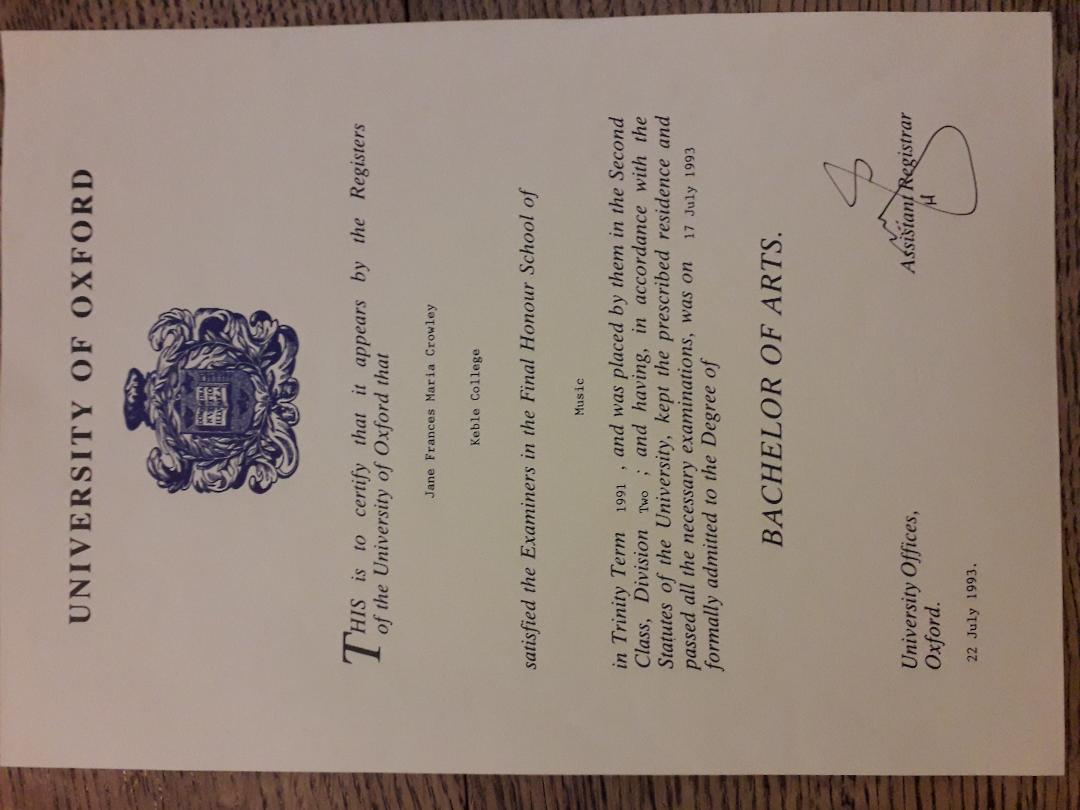 UNIVERSITY OF OXFORD
THIS is to certify that it appears by the Registers
of the University of Oxford that
Jane Frances Maria Crowley
Keble College
satisfied the Examiners in the Final Honour School of
Music
in Trinity Term 1991 , and was placed by them in the Second
Class, Division Two ; and having, in accordance with the
Statutes of the University, kept the prescribed residence and
passed all the necessary examinations, was on 17 July 1993
formally admitted to the Degree of
BACHELOR OF ARTS.
Assistant Registrar
University Offices,
Oxford.
22 July 1993.